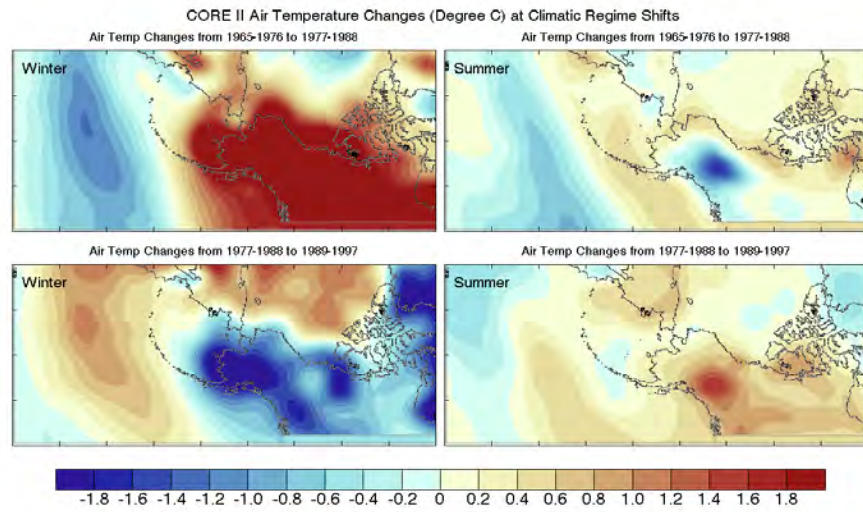 CORE II Air Temperature Changes (Degree C) at Climatic Regime Shifts
Air Temp Changes from 1965-1976 to 1977-1988
Air Temp Changes from 1965-1976 to 1977-1988
Winter
Summer
Air Temp Changes from 1977-1988 to 1989-1997
Air Temp Changes from 1977-1988 to 1989-1997
Winter
Summer
-1.8 -1.6 -1.4 -1.2 -1.0 -0.8 -0.6 -0.4 -0.2 0 0.2 0.4 0.6 0.8 1.0 1.2 1.4 1.6 1.8